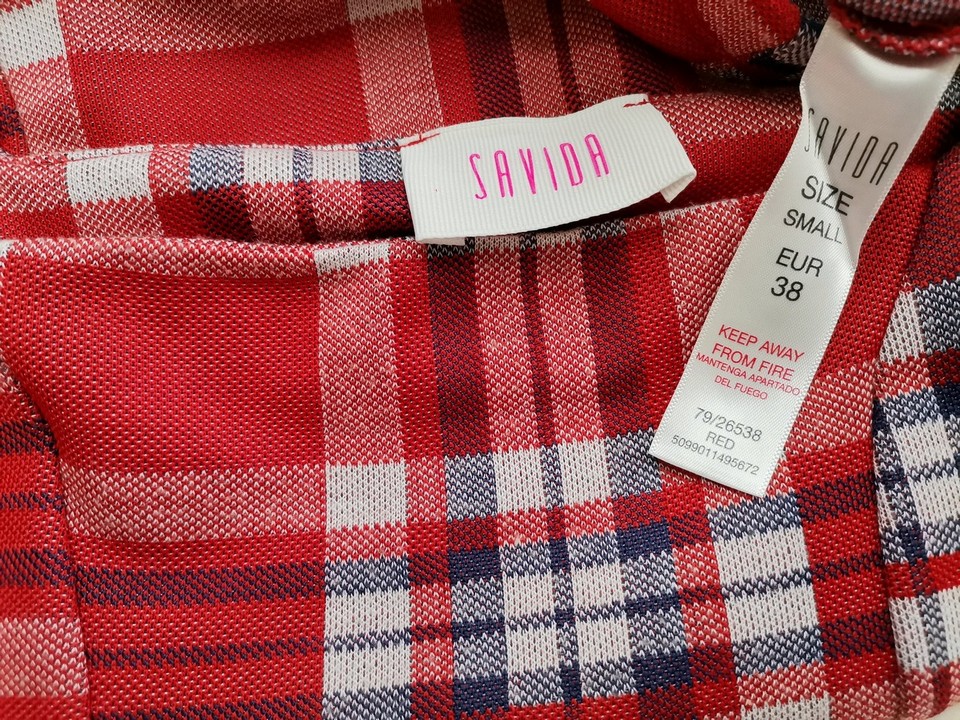 SAVIDA
SAVIDA
SIZE
SMALL
EUR
38
KEEP AWAY
FROM FIRE
MANTENGA APARTADO
DEL FUEGO
79/26538
RED
5099011495672